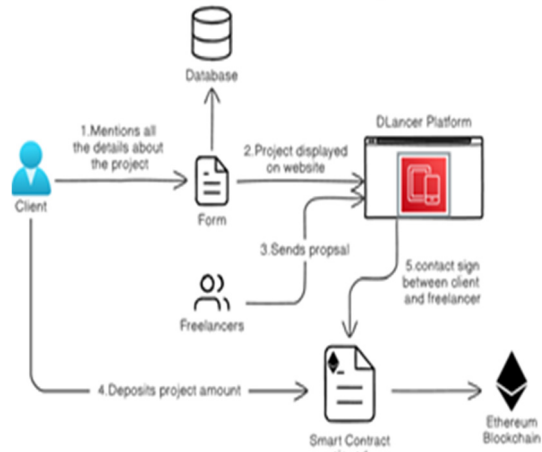 Database
DLancer Platform
1.Mentions all
the details about
the project
2.Project displayed
on website
Client
Form
3.Sends propsal
5.contact sign
between client
and freelancer
Freelancers
4.Deposits project amount
Smart Contract
Ethereum
Blockchain